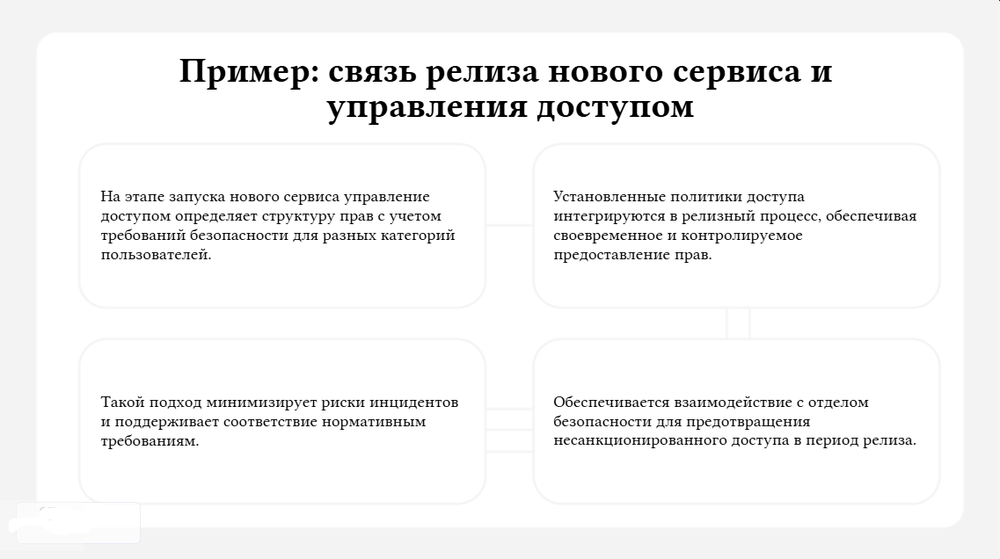 Пример: связь релиза нового сервиса и
управления доступом
На этапе запуска нового сервиса управление
доступом определяет структуру прав с учетом
требований безопасности для разных категорий
пользователей.
Установленные политики доступа
интегрируются в релизный процесс, обеспечивая
своевременное и контролируемое
предоставление прав.
Такой подход минимизирует риски инцидентов
и поддерживает соответствие нормативным
требованиям.
Обеспечивается взаимодействие с отделом
безопасности для предотвращения
несанкционированного доступа в период релиза.